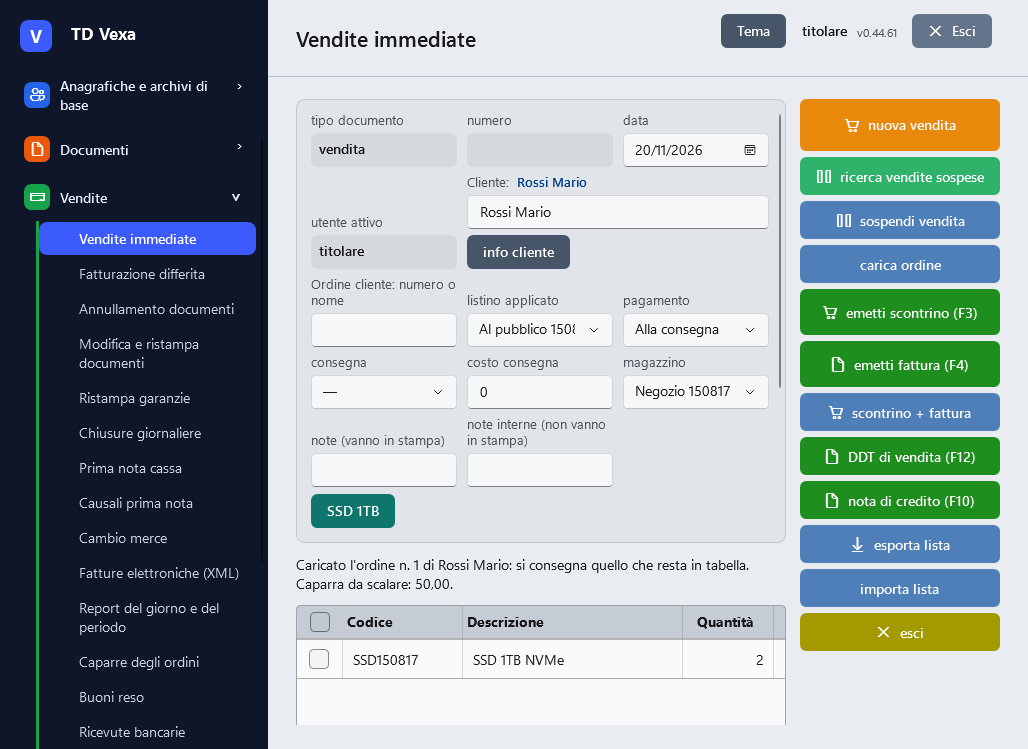 V
TD Vexa
Anagrafiche e archivi di
base
Documenti
Vendite
Vendite immediate
Fatturazione differita
Annullamento documenti
Modifica e ristampa
documenti
Ristampa garanzie
Chiusure giornaliere
Prima nota cassa
Causali prima nota
Cambio merce
Fatture elettroniche (XML)
Report del giorno e del
periodo
Caparre degli ordini
Buoni reso
Ricevute bancarie
Vendite immediate
Tema
titolare v0.44.61
Esci
tipo documento
numero
data
vendita
20/11/2026
Cliente: Rossi Mario
utente attivo
Rossi Mario
titolare
info cliente
Ordine cliente: numero o
nome
listino applicato
pagamento
Al pubblico 1508
Alla consegna
consegna
costo consegna
magazzino
—
0
Negozio 150817
note (vanno in stampa)
note interne (non vanno
in stampa)
SSD 1TB
Caricato l'ordine n. 1 di Rossi Mario: si consegna quello che resta in tabella.
Caparra da scalare: 50,00.
Codice Descrizione Quantità
SSD150817 SSD 1TB NVMe 2
nuova vendita
ricerca vendite sospese
sospendi vendita
carica ordine
emetti scontrino (F3)
emetti fattura (F4)
scontrino + fattura
DDT di vendita (F12)
nota di credito (F10)
esporta lista
importa lista
esci